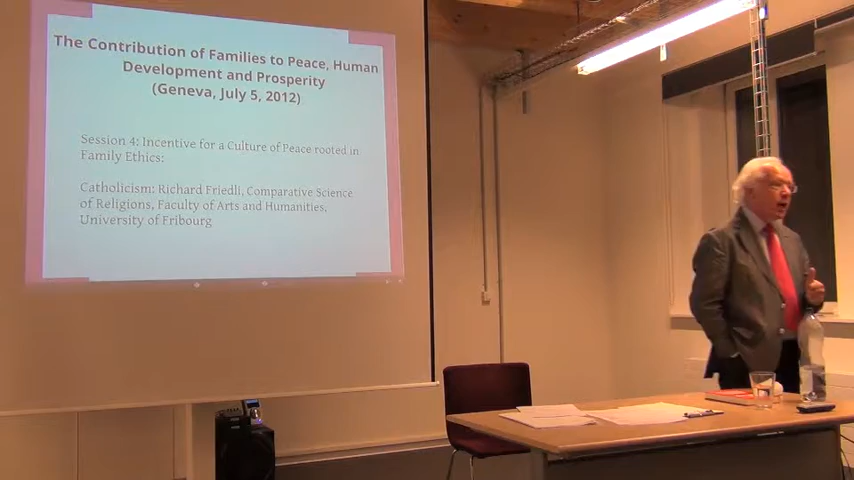 The Contribution of Families to Peace, Human
Development and Prosperity
(Geneva, July 5, 2012)
Session 4: Incentive for a Culture of Peace rooted in
Family Ethics:
Catholicism: Richard Friedli, Comparative Science
of Religions, Faculty of Arts and Humanities,
University of Fribourg